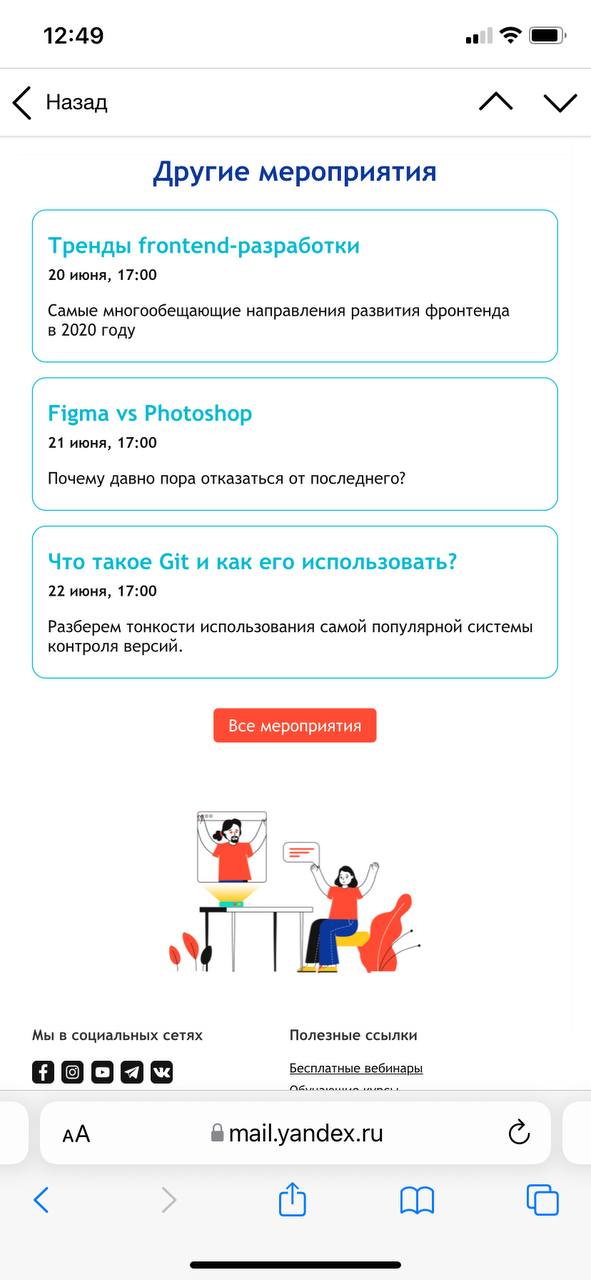 12:49
Назад
Другие мероприятия
Тренды frontend-разработки
20 июня, 17:00
Самые многообещающие направления развития фронтенда
в 2020 году
Figma vs Photoshop
21 июня, 17:00
Почему давно пора отказаться от последнего?
Что такое Git и как его использовать?
22 июня, 17:00
Разберем тонкости использования самой популярной системы
контроля версий.
Все мероприятия
Мы в социальных сетях
Полезные ссылки
Бесплатные вебинары
Обучающие курсы
AA
mail.yandex.ru